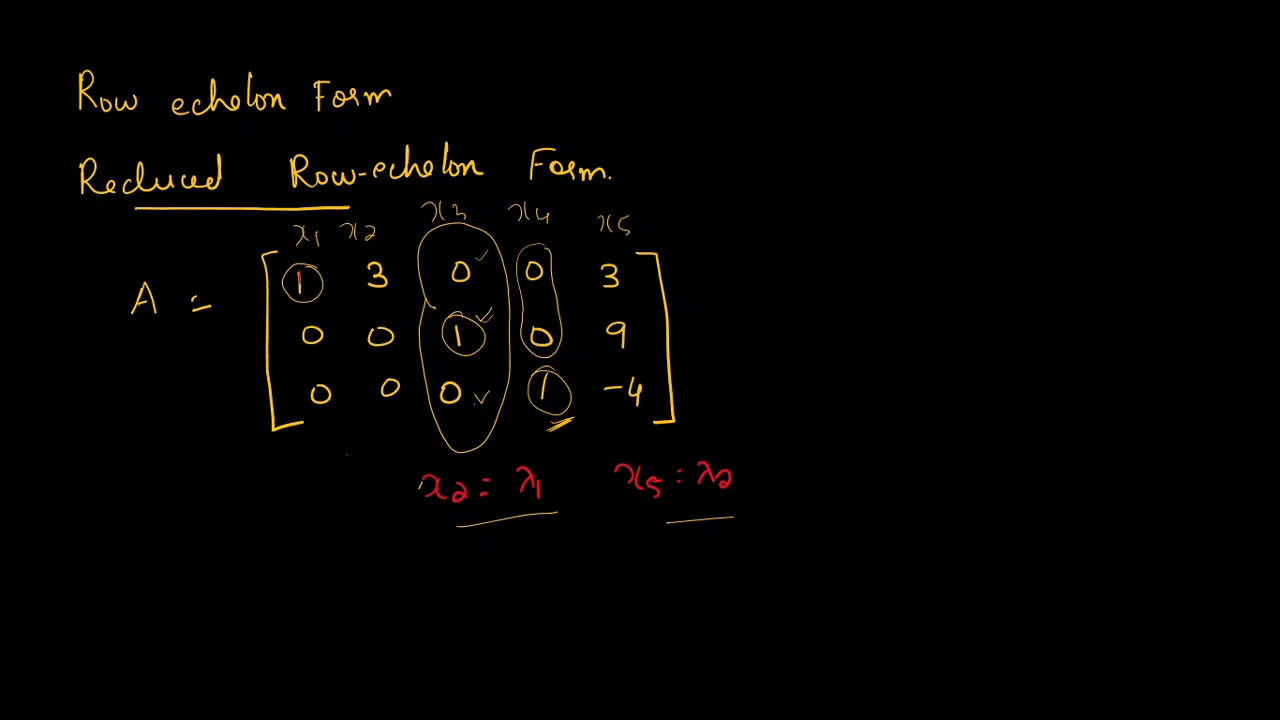 Row echelon Form
Reduced Row-echelon Form.
x1 x2 x3 x4 x5
A = [ 1 3 0 0 3
0 0 1 0 9
0 0 0 1 -4 ]
x2 = λ1 x5 = λ2